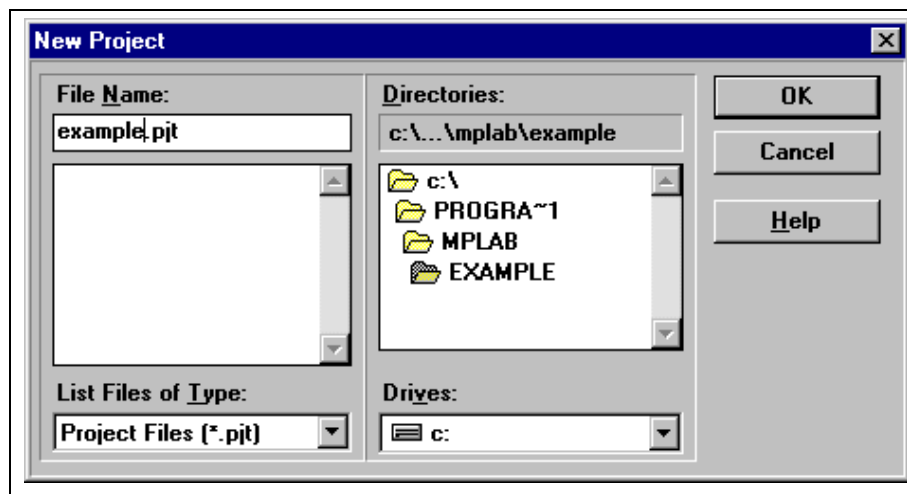 New Project
File Name:
example.pjt
List Files of Type:
Project Files (*.pjt)
Directories:
c:\...\mplab\example
c:\
PROGRA~1
MPLAB
EXAMPLE
Drives:
c:
OK
Cancel
Help